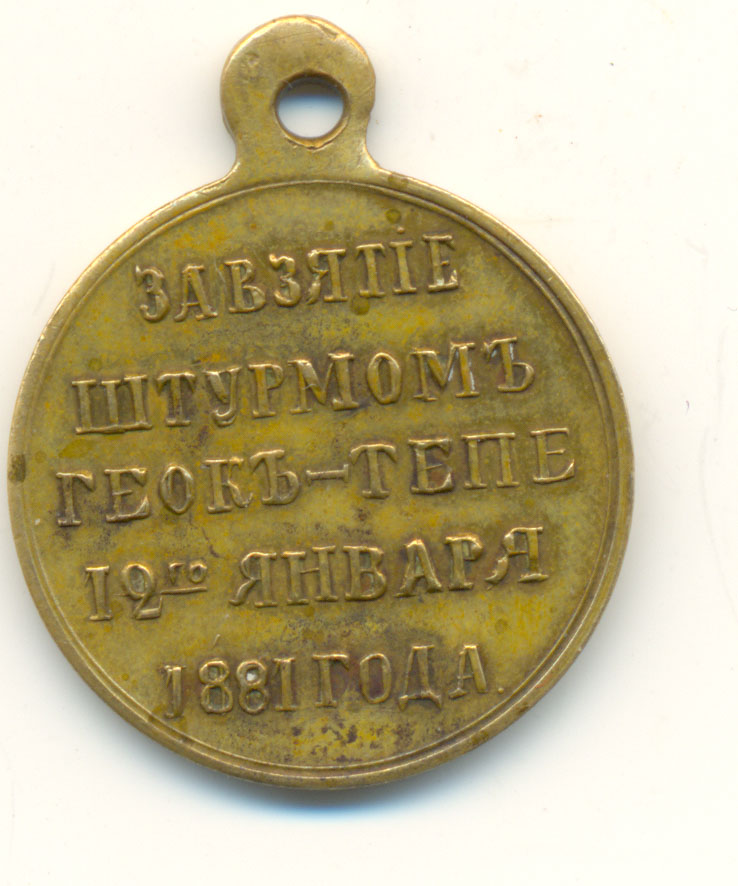 ЗА ВЗЯТІЕ
ШТУРМОМЪ
ГЕОКЪ-ТЕПЕ
12го ЯНВАРЯ
1881 ГОДА.